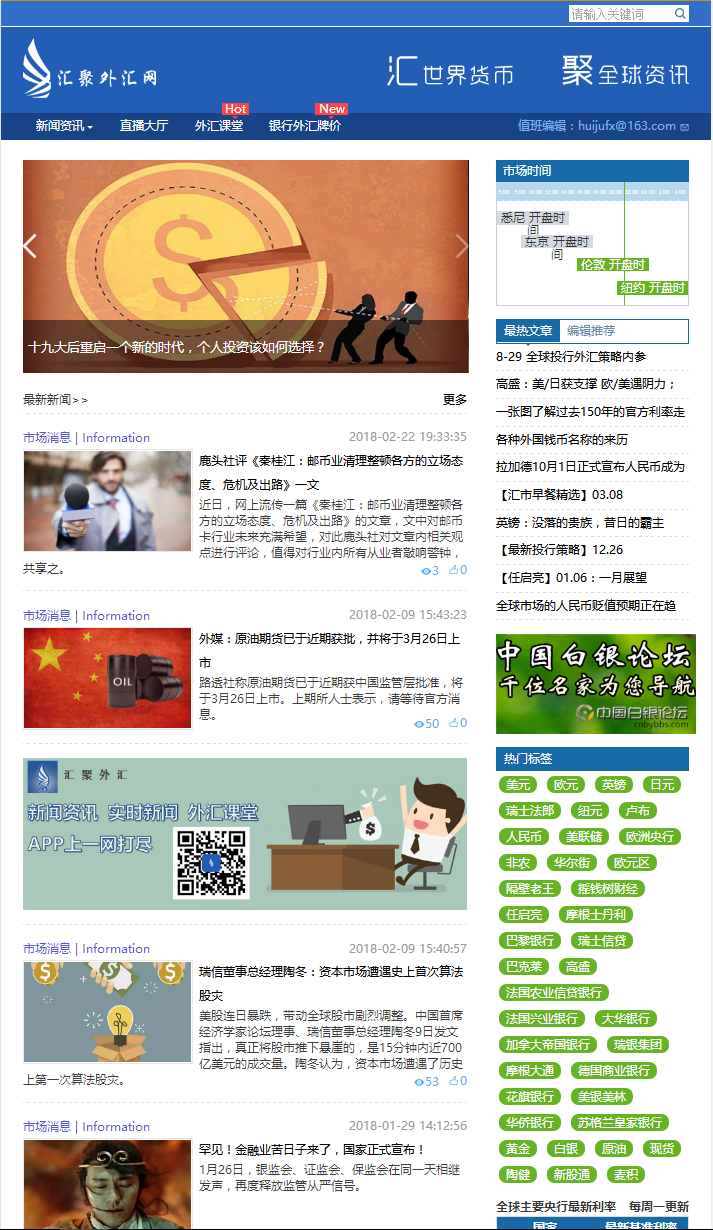 请输入关键词
汇聚外汇网
汇世界货币 聚全球资讯
Hot New
新闻资讯 直播大厅 外汇课堂 银行外汇牌价 值班编辑：huijufx@163.com
十九大后重启一个新的时代，个人投资该如何选择？
最新新闻>> 更多
市场消息 | Information 2018-02-22 19:33:35
鹿头社评《秦桂江：邮币业清理整顿各方的立场态
度、危机及出路》一文
近日，网上流传一篇《秦桂江：邮币业清理整顿各
方的立场态度、危机及出路》的文章，文中对邮币
卡行业未来充满希望，对此鹿头社对文章内相关观
点进行评论，值得对行业内所有从业者敲响警钟，
共享之。 3 0
市场消息 | Information 2018-02-09 15:43:23
外媒：原油期货已于近期获批，并将于3月26日上
市
OIL
路透社称原油期货已于近期获中国监管层批准，将
于3月26日上市。上期所人士表示，请等待官方消
息。
50 0
汇聚外汇
新闻资讯 实时新闻 外汇课堂
APP上一网打尽
市场消息 | Information 2018-02-09 15:40:57
瑞信董事总经理陶冬：资本市场遭遇史上首次算法
股灾
美股连日暴跌，带动全球股市剧烈调整。中国首席
经济学家论坛理事、瑞信董事总经理陶冬9日发文
指出，真正将股市推下悬崖的，是15分钟内近700
亿美元的成交量。陶冬认为，资本市场遭遇了历史
上第一次算法股灾。 53 0
市场消息 | Information 2018-01-29 14:12:56
罕见！金融业苦日子来了，国家正式宣布！
1月26日，银监会、证监会、保监会在同一天相继
发声，再度释放监管从严信号。
市场时间
悉尼 开盘时
间
东京 开盘时
间
伦敦 开盘时
纽约 开盘时
最热文章 编辑推荐
8-29 全球投行外汇策略内参
高盛：美/日获支撑 欧/美遇阴力；
一张图了解过去150年的官方利率走
各种外国钱币名称的来历
拉加德10月1日正式宣布人民币成为
【汇市早餐精选】03.08
英镑：没落的贵族，昔日的霸主
【最新投行策略】12.26
【任启亮】01.06：一月展望
全球市场的人民币贬值预期正在趋
中国白银论坛
千位名家为您导航
中国白银论坛
cnbybbs.com
热门标签
美元 欧元 英镑 日元
瑞士法郎 纽元 卢布
人民币 美联储 欧洲央行
非农 华尔街 欧元区
隔壁老王 摇钱树财经
任启亮 摩根士丹利
巴黎银行 瑞士信贷
巴克莱 高盛
法国农业信贷银行
法国兴业银行 大华银行
加拿大帝国银行 瑞银集团
摩根大通 德国商业银行
花旗银行 美银美林
华侨银行 苏格兰皇家银行
黄金 白银 原油 现货
陶健 新股通 麦积
全球主要央行最新利率 每周一更新
国家 最新基准利率